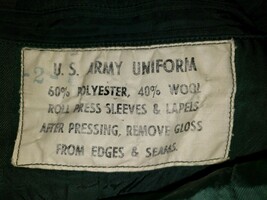 U.S. ARMY UNIFORM
60% POLYESTER, 40% WOOL
ROLL PRESS SLEEVES & LAPELS
AFTER PRESSING, REMOVE GLOSS
FROM EDGES & SEAMS.